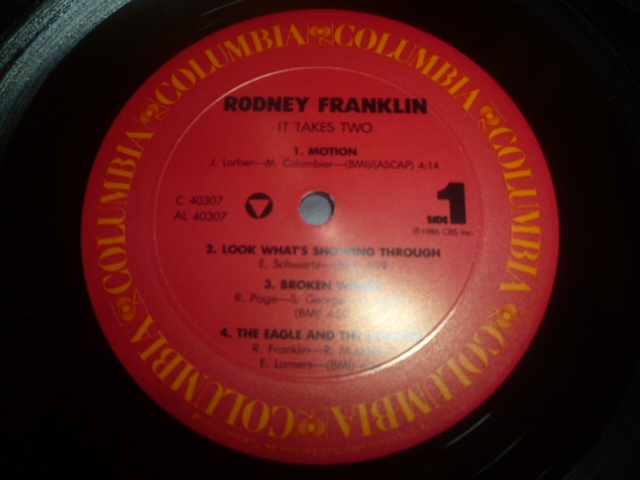 COLUMBIA COLUMBIA COLUMBIA COLUMBIA COLUMBIA COLUMBIA
RODNEY FRANKLIN
IT TAKES TWO
1. MOTION
J. Lorber—M. Colombier—(BMI)/(ASCAP) 4:14
C 40307
AL 40307
SIDE 1
℗1986 CBS Inc.
2. LOOK WHAT'S SHOWING THROUGH
E. Schwartz—
3. BROKEN
R. Page—S. George—
(BMI)
4. THE EAGLE AND THE
R. Franklin—R.
E. Lamers—(BMI)